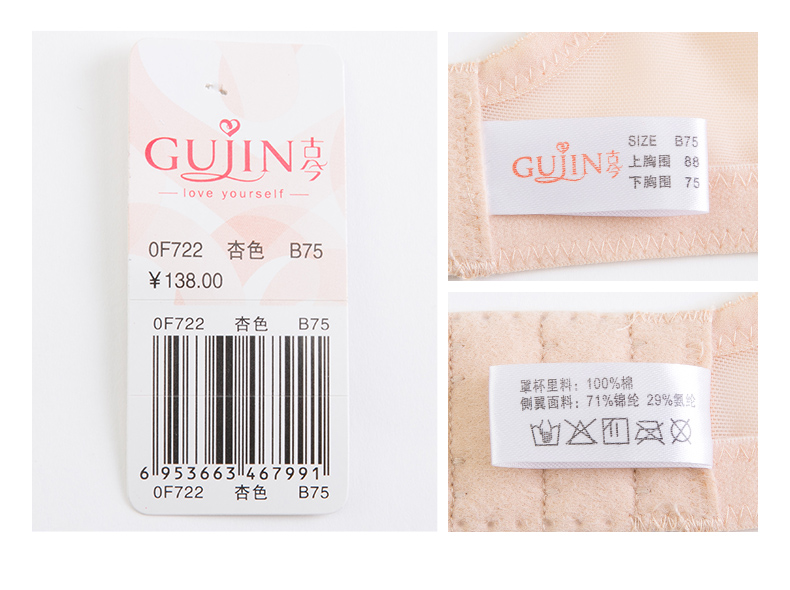 GUJIN古今
love yourself
0F722 杏色 B75
¥138.00
0F722 杏色 B75
6 953663 467991
0F722 杏色 B75
GUJIN古今
SIZE B75
上胸围 88
下胸围 75
罩杯里料：100%棉
侧翼面料：71%锦纶 29%氨纶